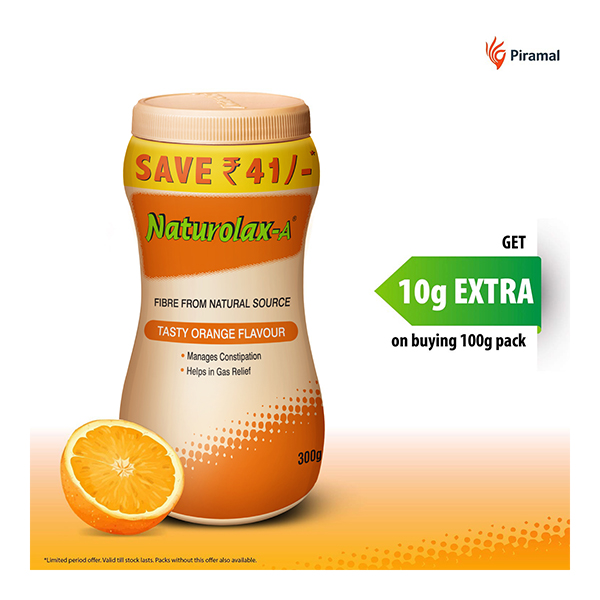 Piramal
SAVE ₹ 41/-*
Naturolax-A®
FIBRE FROM NATURAL SOURCE
TASTY ORANGE FLAVOUR
• Manages Constipation
• Helps in Gas Relief
300g
GET
10g EXTRA
on buying 100g pack
*Limited period offer. Valid till stock lasts. Packs without this offer also available.